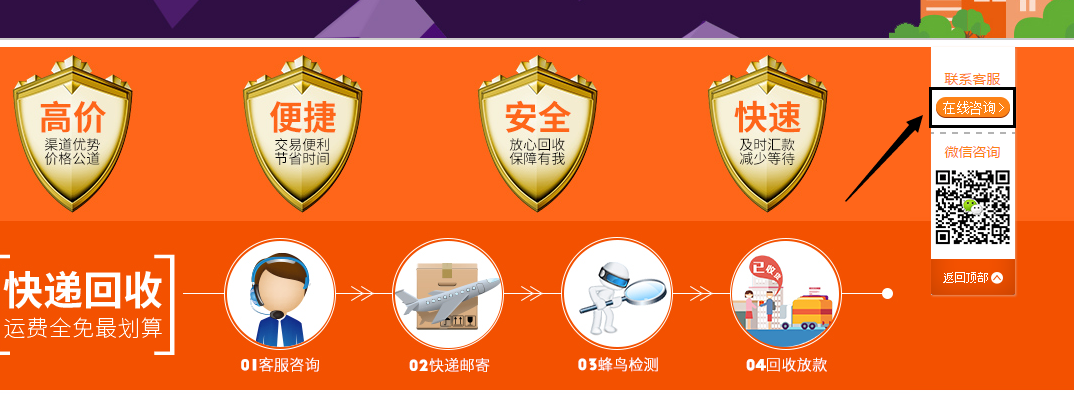 高价
渠道优势
价格公道
便捷
交易便利
节省时间
安全
放心回收
保障有我
快速
及时汇款
减少等待
联系客服
在线咨询
微信咨询
返回顶部
快递回收
运费全免最划算
01客服咨询
02快递邮寄
03蜂鸟检测
已收货
04回收放款